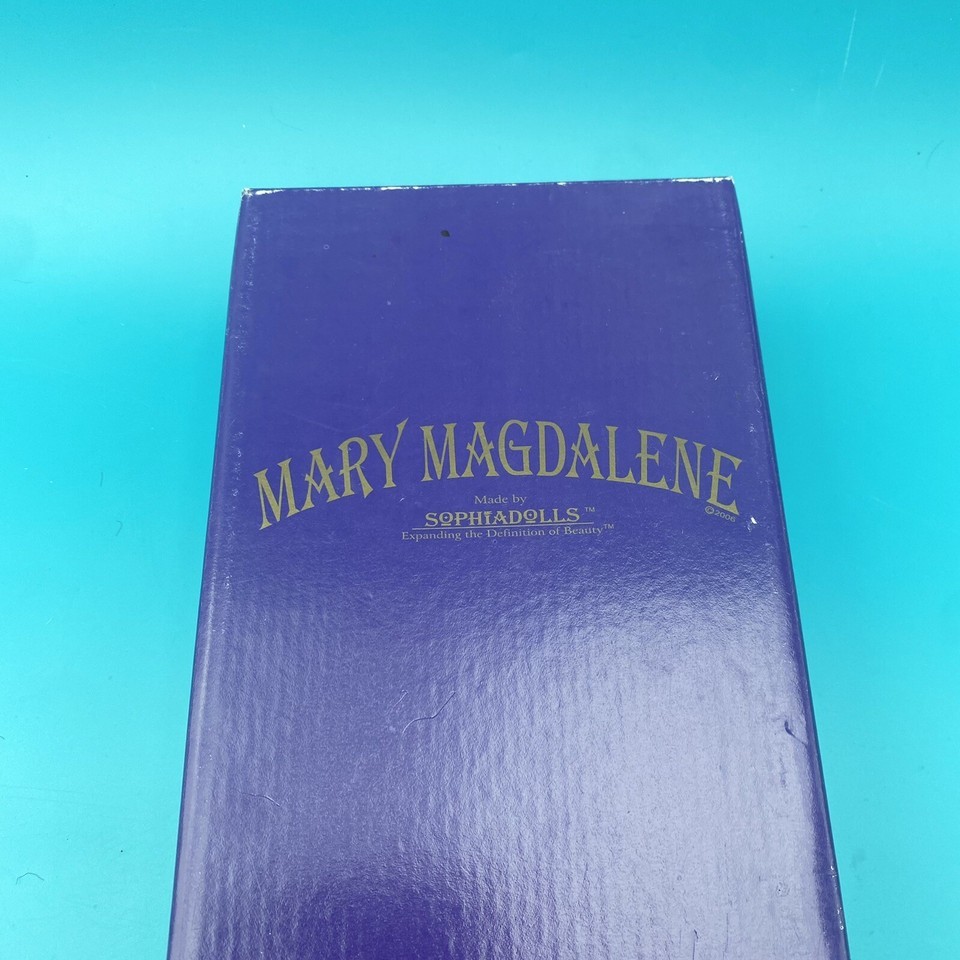 MARY MAGDALENE
©2006
Made by
SOPHIADOLLS™
Expanding the Definition of Beauty™